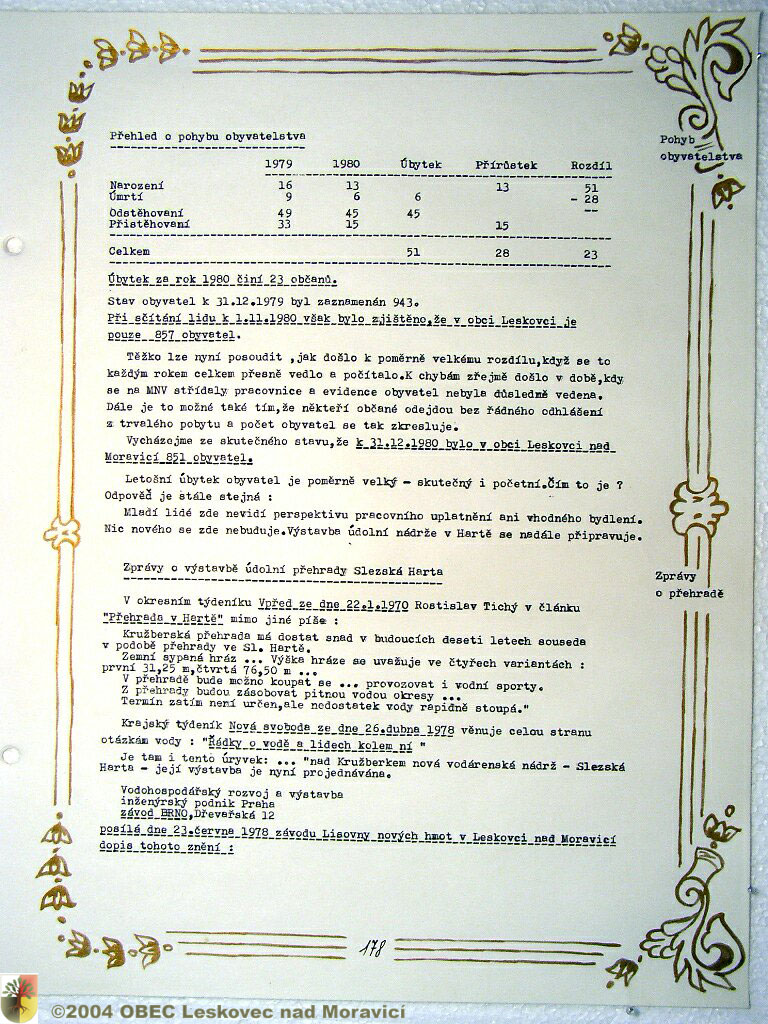 Přehled o pohybu obyvatelstva
Pohyb
obyvatelstva
1979 1980 Úbytek Přírůstek Rozdíl
Narození 16 13 13 51
Úmrtí 9 6 6 - 28
Odstěhovaní 49 45 45 --
Přistěhovaní 33 15 15
Celkem 51 28 23
Úbytek za rok 1980 činí 23 občanů.
Stav obyvatel k 31.12.1979 byl zaznamenán 943.
Při sčítání lidu k 1.11.1980 však bylo zjištěno,že v obci Leskovci je
pouze 857 obyvatel.
Těžko lze nyní posoudit ,jak došlo k poměrně velkému rozdílu,když se to
každým rokem celkem přesně vedlo a počítalo.K chybám zřejmě došlo v době,kdy
se na MNV střídaly pracovnice a evidence obyvatel nebyla důsledně vedena.
Dále je to možné také tím,že někteří občané odejdou bez řádného odhlášení
z trvalého pobytu a počet obyvatel se tak zkresluje.
Vycházejme ze skutečného stavu,že k 31.12.1980 bylo v obci Leskovci nad
Moravicí 851 obyvatel.
Letoční úbytek obyvatel je poměrně velký - skutečný i početní.Čím to je ?
Odpověď je stále stejná :
Mladí lidé zde nevidí perspektivu pracovního uplatnění ani vhodného bydlení.
Nic nového se zde nebuduje.Výstavba údolní nádrže v Hartě se nadále připravuje.
Zprávy o výstavbě údolní přehrady Slezská Harta
Zprávy
o přehradě
V okresním týdeníku Vpřed ze dne 22.1.1970 Rostislav Tichý v článku
"Přehrada v Hartě" mimo jiné píše :
Kružberská přehrada má dostat snad v budoucích deseti letech souseda
v podobě přehrady ve Sl. Hartě.
Zemní sypaná hráz ... Výška hráze se uvažuje ve čtyřech variantách :
první 31,25 m,čtvrtá 76,50 m ...
V přehradě bude možno koupat se ... provozovat i vodní sporty.
Z přehrady budou zásobovat pitnou vodou okresy ...
Termín zatím není určen,ale nedostatek vody rapidně stoupá."
Krajský týdeník Nová svoboda ze dne 26.dubna 1978 věnuje celou stranu
otázkám vody : "Řádky o vodě a lidech kolem ní "
Je tam i tento úryvek: ... "nad Kružberkem nová vodárenská nádrž - Slezská
Harta - její výstavba je nyní projednávána.
Vodohospodářský rozvoj a výstavba
inženýrský podnik Praha
závod BRNO,Dřevařská 12
posílá dne 23.června 1978 závodu Lisovny nových hmot v Leskovci nad Moravicí
dopis tohoto znění :
178
©2004 OBEC Leskovec nad Moravicí